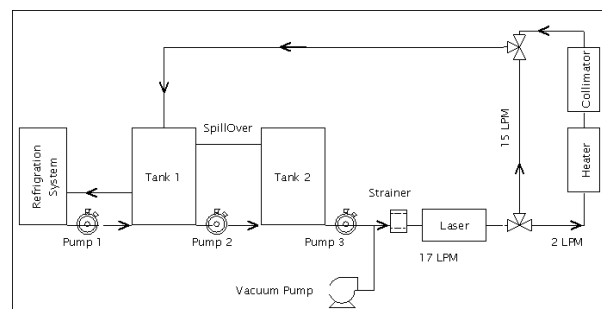 SpillOver
Refrigration
System
Tank 1
Tank 2
Strainer
15 LPM
Collimator
Heater
Laser
Pump 1
Pump 2
Pump 3
17 LPM
2 LPM
Vacuum Pump